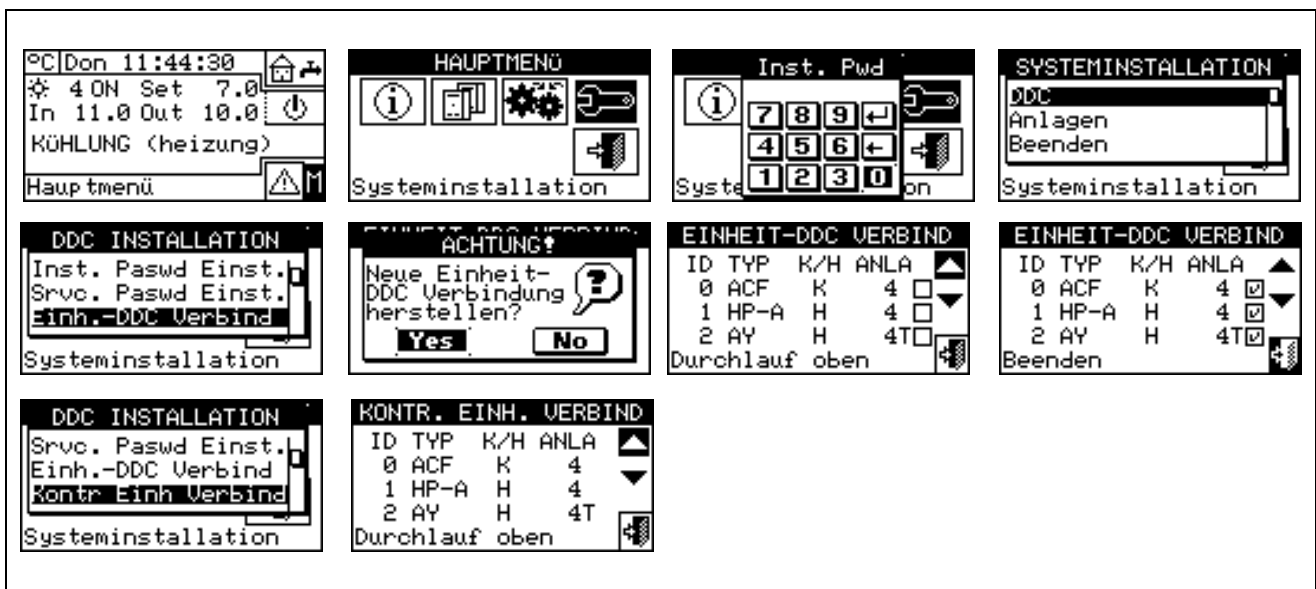 °C Don 11:44:30
4 ON Set 7.0
In 11.0 Out 10.0
KÜHLUNG (heizung)
Hauptmenü
M
HAUPTMENÜ
i
Systeminstallation
Inst. Pwd
i
7 8 9
4 5 6
1 2 3 0
Syste on
SYSTEMINSTALLATION
DDC
Anlagen
Beenden
Systeminstallation
DDC INSTALLATION
Inst. Paswd Einst.
Srvc. Paswd Einst.
Einh.-DDC Verbind
Systeminstallation
ACHTUNG!
Neue Einheit-
DDC Verbindung
herstellen?
?
Yes No
EINHEIT-DDC VERBIND
ID TYP K/H ANLA
0 ACF K 4
1 HP-A H 4
2 AY H 4T
Durchlauf oben
EINHEIT-DDC VERBIND
ID TYP K/H ANLA
0 ACF K 4
1 HP-A H 4
2 AY H 4T
Beenden
DDC INSTALLATION
Srvc. Paswd Einst.
Einh.-DDC Verbind
Kontr Einh Verbind
Systeminstallation
KONTR. EINH. VERBIND
ID TYP K/H ANLA
0 ACF K 4
1 HP-A H 4
2 AY H 4T
Durchlauf oben